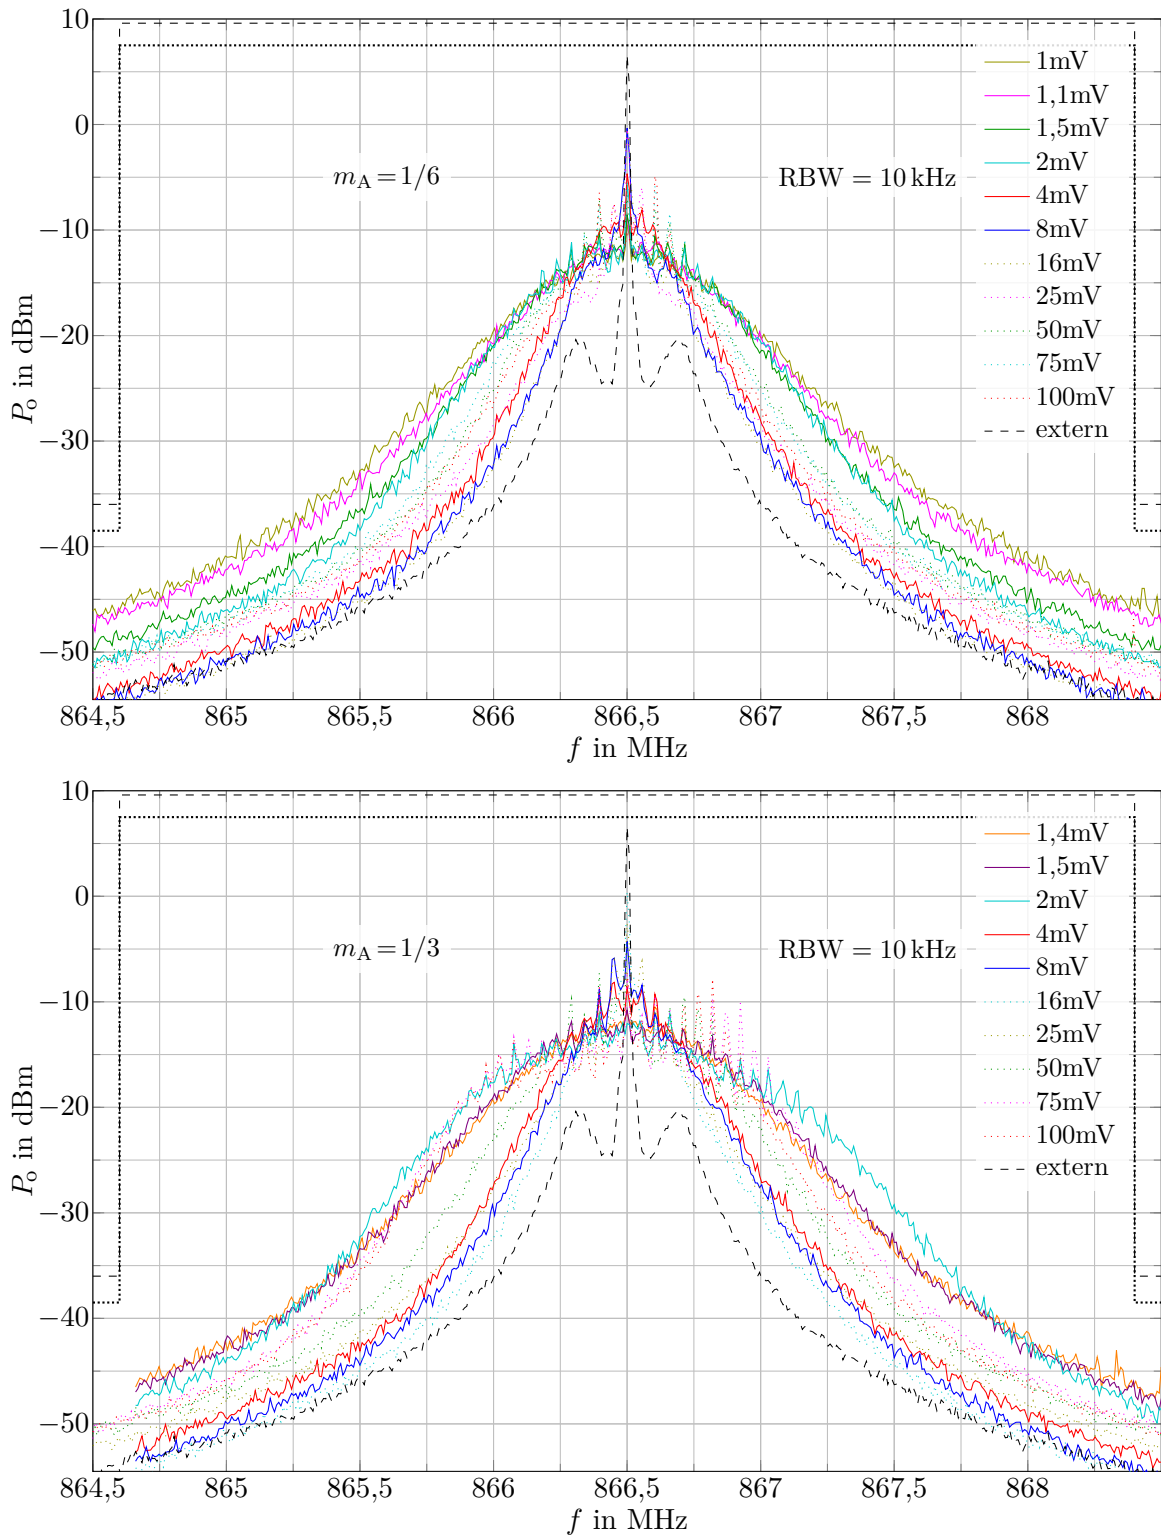 10
0
−10
−20
−30
−40
−50
P_o in dBm
m_A = 1/6
RBW = 10 kHz
1mV
1,1mV
1,5mV
2mV
4mV
8mV
16mV
25mV
50mV
75mV
100mV
extern
864,5 865 865,5 866 866,5 867 867,5 868
f in MHz
10
0
−10
−20
−30
−40
−50
P_o in dBm
m_A = 1/3
RBW = 10 kHz
1,4mV
1,5mV
2mV
4mV
8mV
16mV
25mV
50mV
75mV
100mV
extern
864,5 865 865,5 866 866,5 867 867,5 868
f in MHz